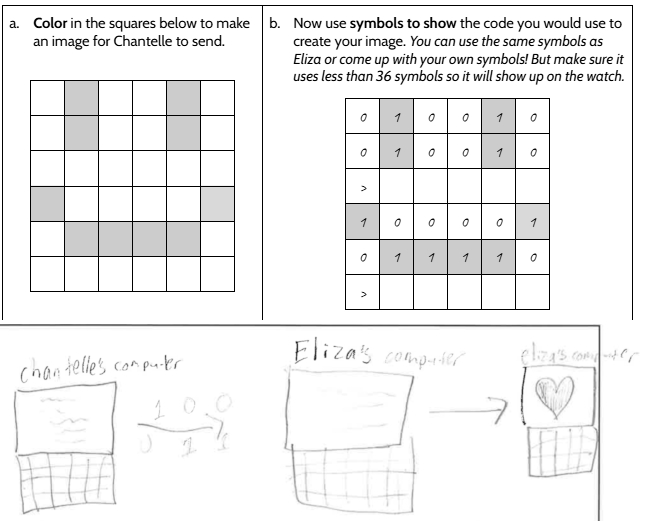 a. Color in the squares below to make
an image for Chantelle to send.
b. Now use symbols to show the code you would use to
create your image. You can use the same symbols as
Eliza or come up with your own symbols! But make sure it
uses less than 36 symbols so it will show up on the watch.
0 1 0 0 1 0
0 1 0 0 1 0
>
1 0 0 0 0 1
0 1 1 1 1 0
>
chantelle's computer
1 0 0
0 1 1
Eliza's computer
eliza's computer